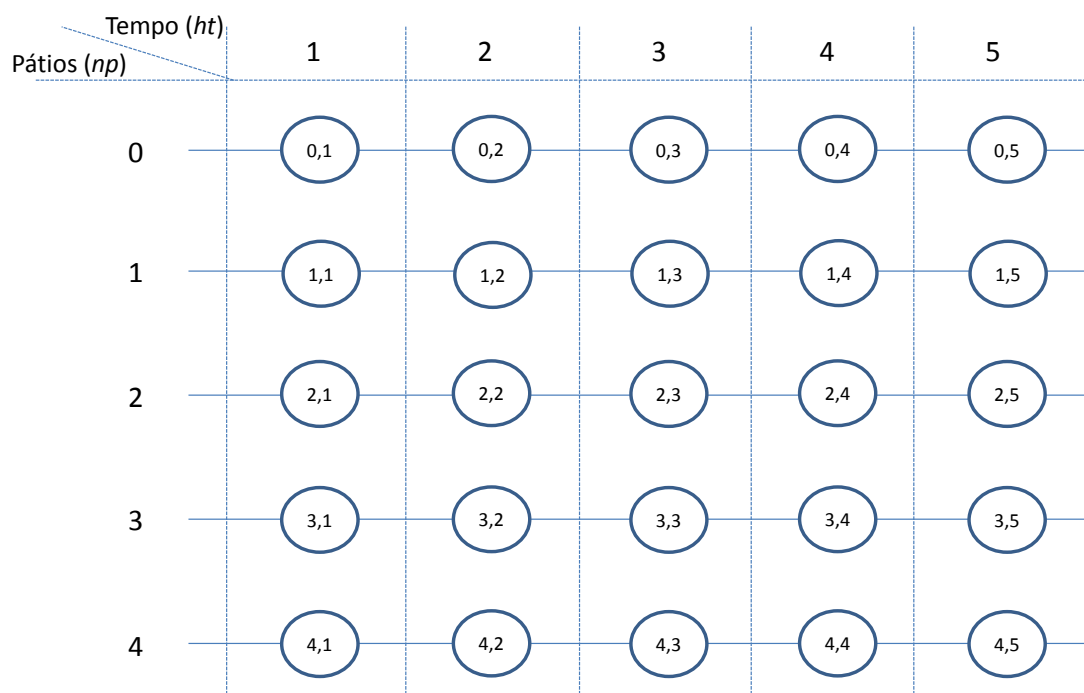 Tempo (ht)
Pátios (np)
1 2 3 4 5
0 0,1 0,2 0,3 0,4 0,5
1 1,1 1,2 1,3 1,4 1,5
2 2,1 2,2 2,3 2,4 2,5
3 3,1 3,2 3,3 3,4 3,5
4 4,1 4,2 4,3 4,4 4,5